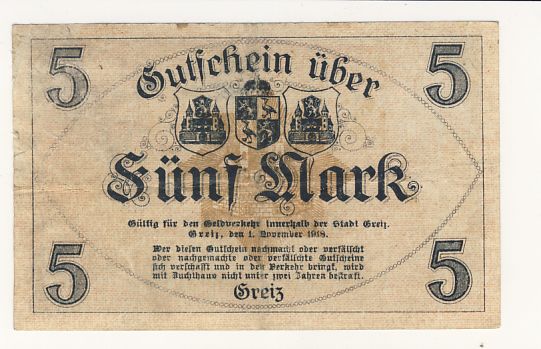 5 Gutschein über 5
Fünf Mark
Gültig für den Geldverkehr innerhalb der Stadt Greiz.
Greiz, den 1. November 1918.
Wer diesen Gutschein nachmacht oder verfälscht
oder nachgemachte oder verfälschte Gutscheine
sich verschafft und in den Verkehr bringt, wird
mit Zuchthaus nicht unter zwei Jahren bestraft.
5 Greiz 5